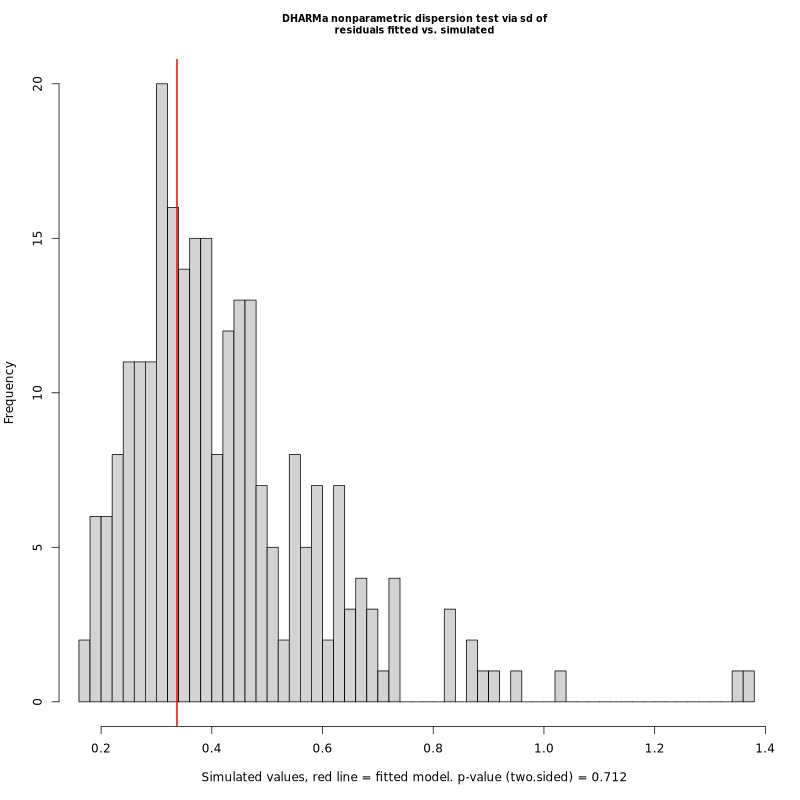 DHARMa nonparametric dispersion test via sd of
residuals fitted vs. simulated
20
15
10
5
0
Frequency
0.2 0.4 0.6 0.8 1.0 1.2 1.4
Simulated values, red line = fitted model. p-value (two.sided) = 0.712